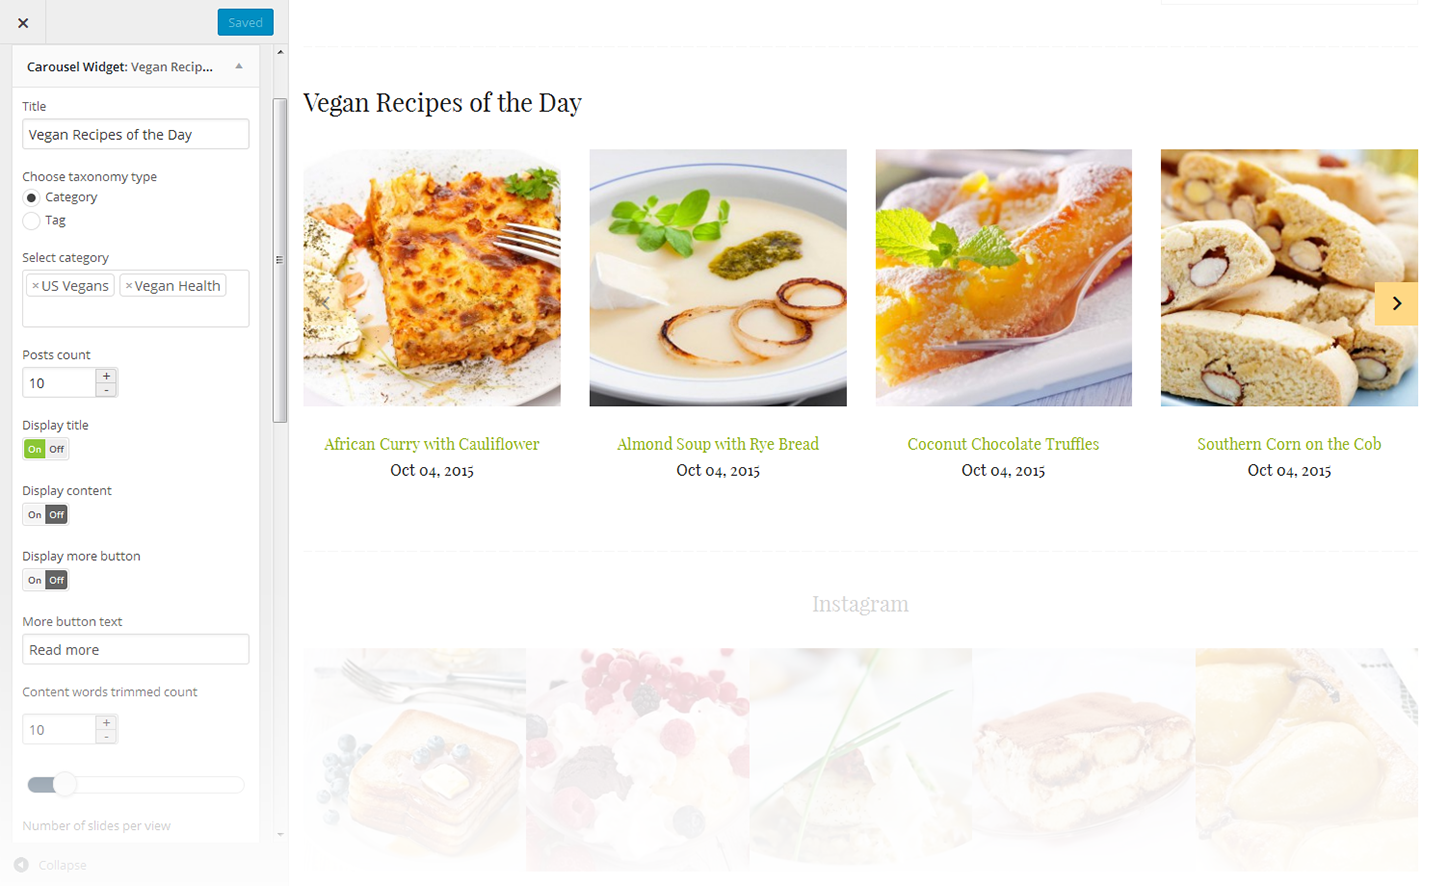 Saved
Carousel Widget: Vegan Recip...
Title
Vegan Recipes of the Day
Choose taxonomy type
Category
Tag
Select category
× US Vegans × Vegan Health
Posts count
10 + -
Display title
On Off
Display content
On Off
Display more button
On Off
More button text
Read more
Content words trimmed count
10 + -
Number of slides per view
Collapse
Vegan Recipes of the Day
African Curry with Cauliflower
Oct 04, 2015
Almond Soup with Rye Bread
Oct 04, 2015
Coconut Chocolate Truffles
Oct 04, 2015
Southern Corn on the Cob
Oct 04, 2015
Instagram